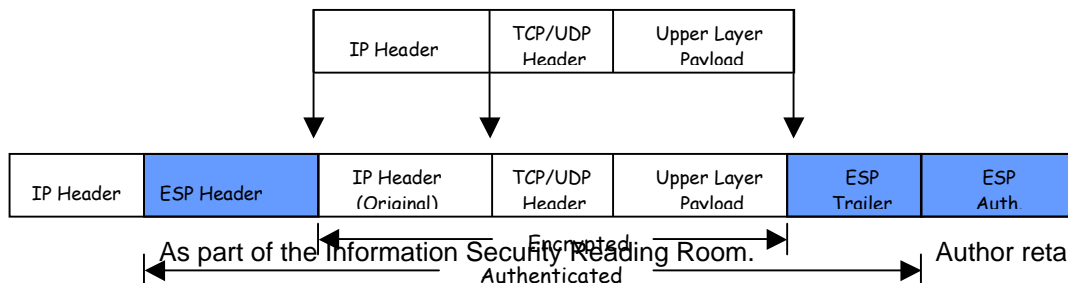 IP Header
TCP/UDP
Header
Upper Layer
Payload
IP Header
ESP Header
IP Header
(Original)
TCP/UDP
Header
Upper Layer
Payload
ESP
Trailer
ESP
Auth.
Encrypted
As part of the Information Security Reading Room.
Author reta
Authenticated